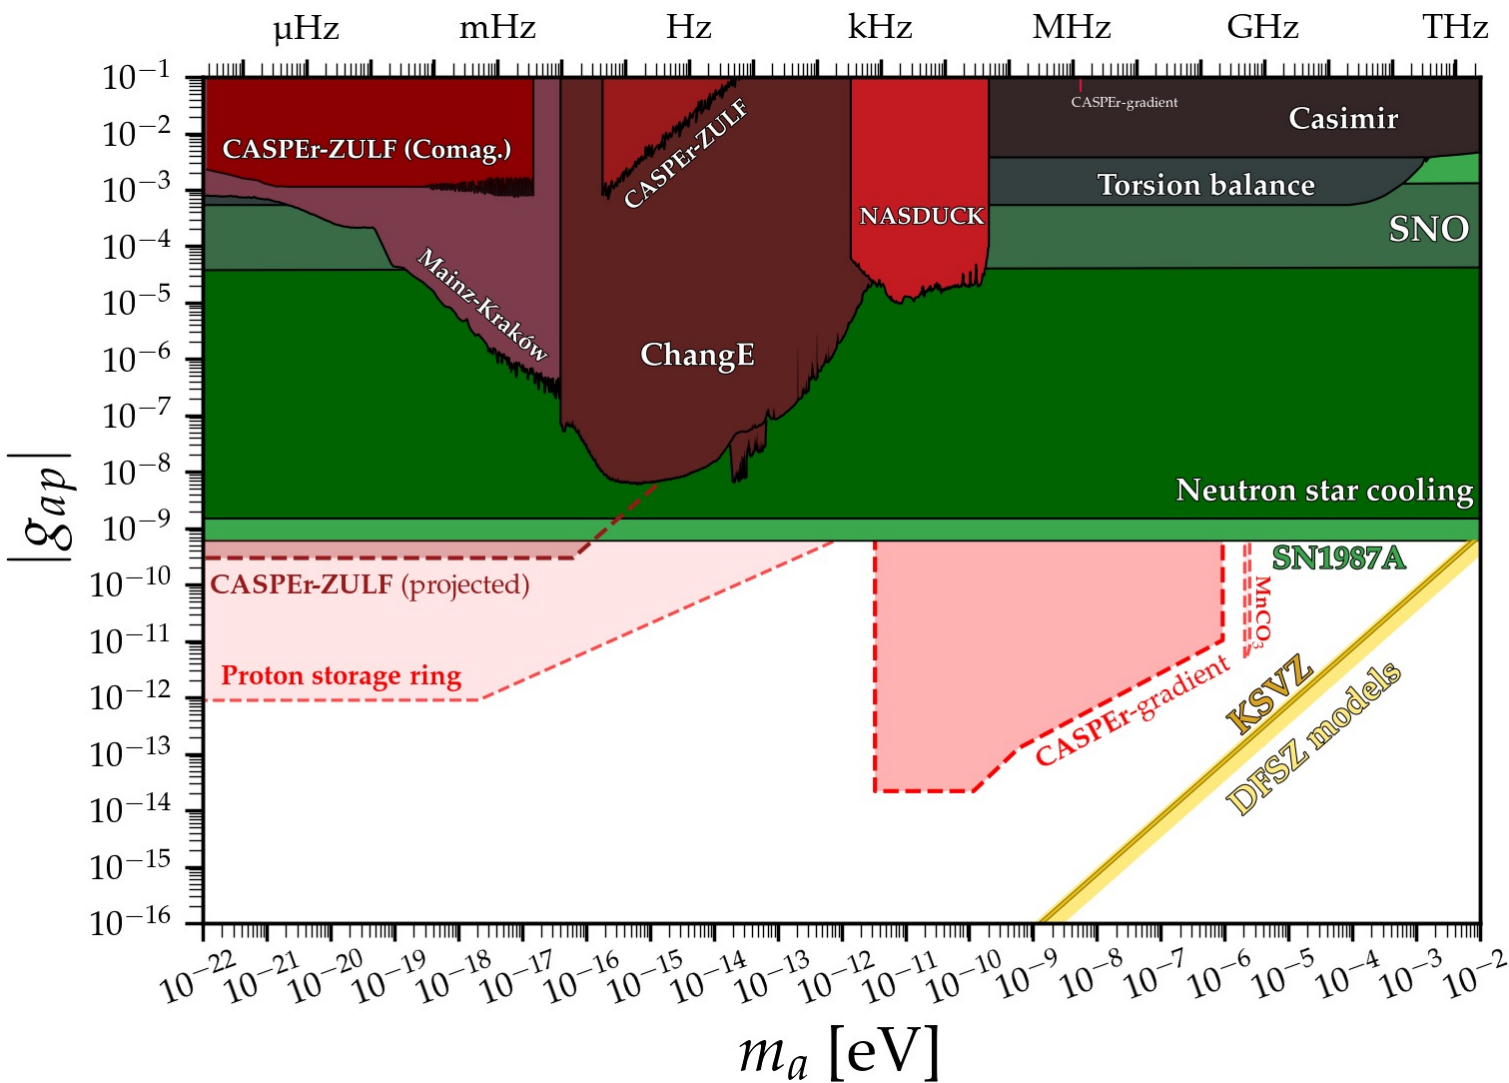 μHz mHz Hz kHz MHz GHz THz
10⁻¹
10⁻²
10⁻³
10⁻⁴
10⁻⁵
10⁻⁶
10⁻⁷
10⁻⁸
10⁻⁹
10⁻¹⁰
10⁻¹¹
10⁻¹²
10⁻¹³
10⁻¹⁴
10⁻¹⁵
10⁻¹⁶
|g_ap|
CASPEr-gradient
Casimir
CASPEr-ZULF (Comag.)
CASPEr-ZULF
Torsion balance
NASDUCK
SNO
Mainz-Kraków
ChangE
Neutron star cooling
SN1987A
CASPEr-ZULF (projected)
MnCO₃
Proton storage ring
CASPEr-gradient
KSVZ
DFSZ models
10⁻²² 10⁻²¹ 10⁻²⁰ 10⁻¹⁹ 10⁻¹⁸ 10⁻¹⁷ 10⁻¹⁶ 10⁻¹⁵ 10⁻¹⁴ 10⁻¹³ 10⁻¹² 10⁻¹¹ 10⁻¹⁰ 10⁻⁹ 10⁻⁸ 10⁻⁷ 10⁻⁶ 10⁻⁵ 10⁻⁴ 10⁻³ 10⁻²
mₐ [eV]